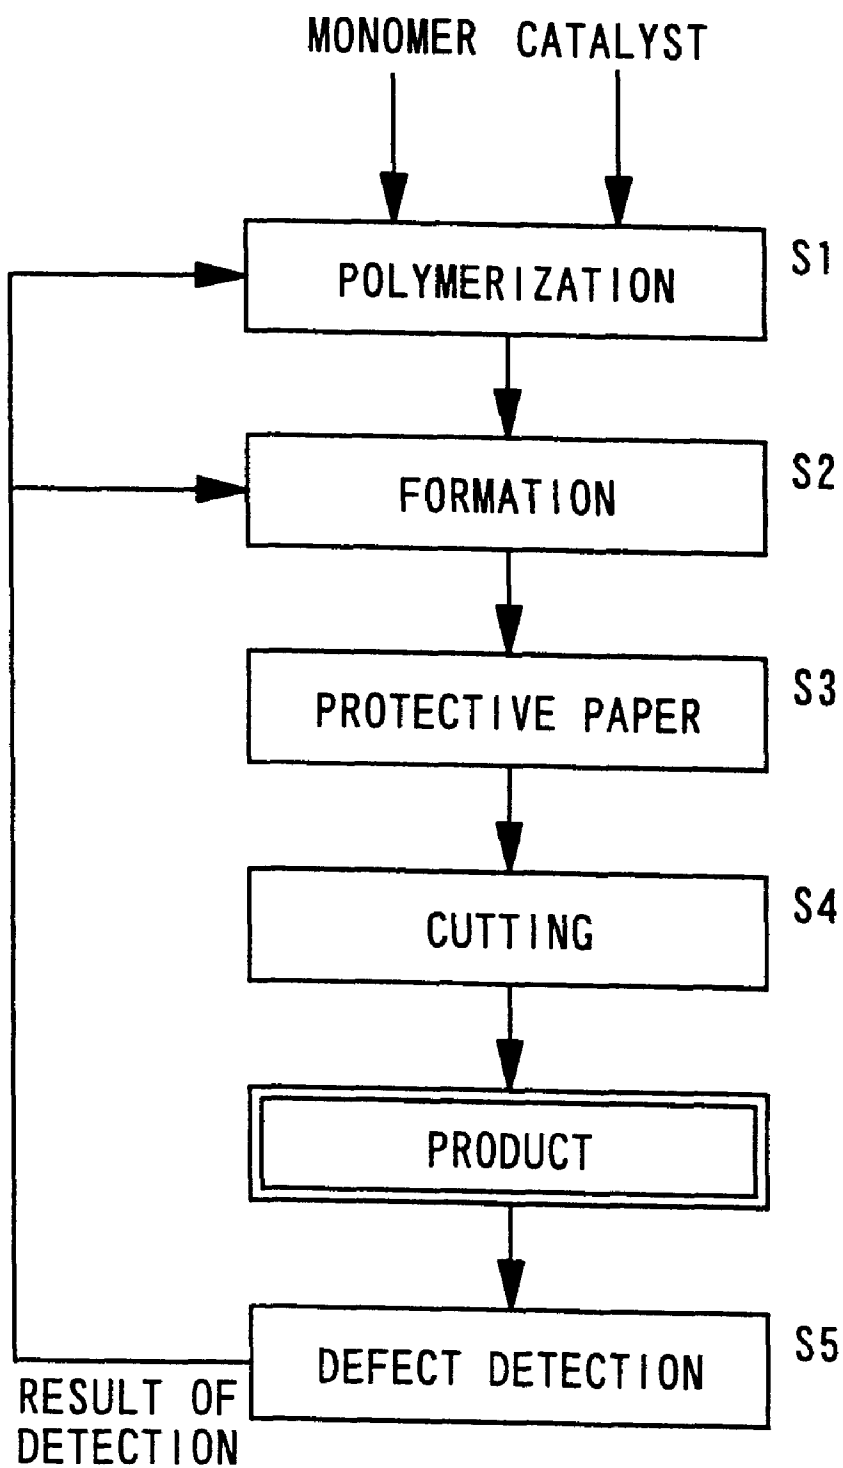 MONOMER CATALYST
POLYMERIZATION S1
FORMATION S2
PROTECTIVE PAPER S3
CUTTING S4
PRODUCT
DEFECT DETECTION S5
RESULT OF
DETECTION